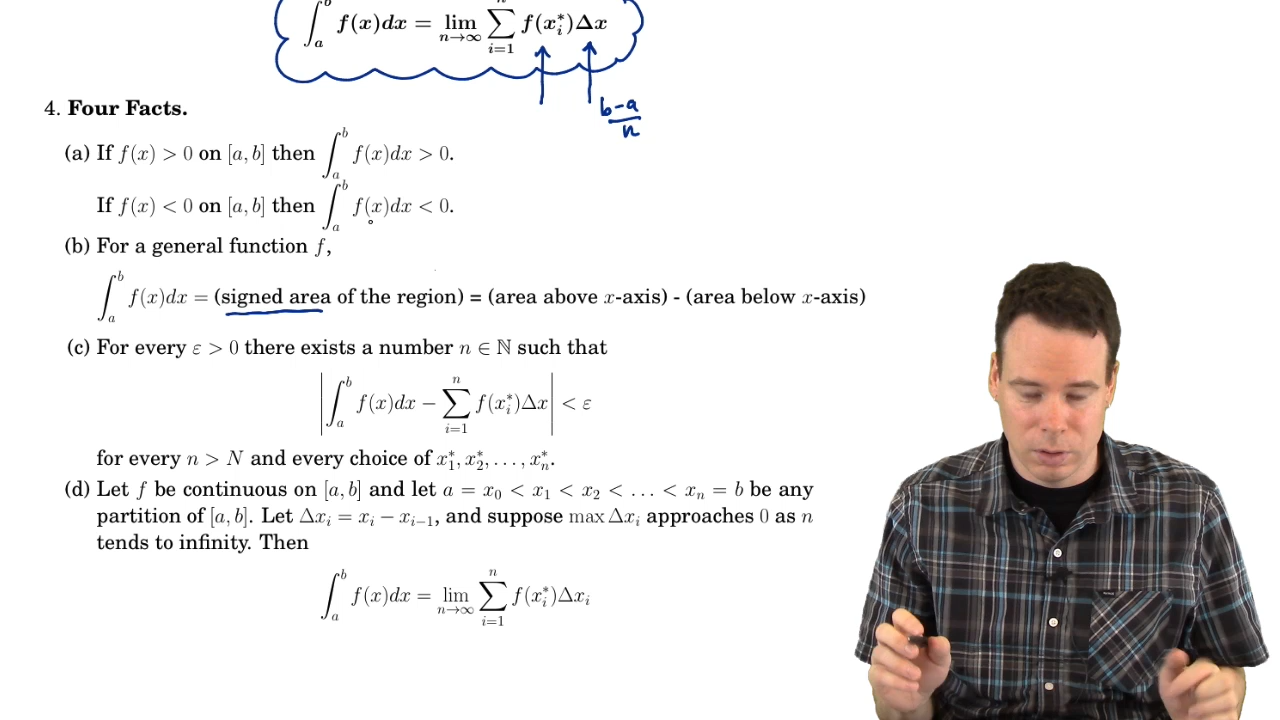 ∫_a^b f(x)dx = lim_{n→∞} ∑_{i=1}^n f(x_i^*)Δx
b-a
n
4. Four Facts.
(a) If f(x) > 0 on [a, b] then ∫_a^b f(x)dx > 0.
If f(x) < 0 on [a, b] then ∫_a^b f(x)dx < 0.
(b) For a general function f,
∫_a^b f(x)dx = (signed area of the region) = (area above x-axis) - (area below x-axis)
(c) For every ε > 0 there exists a number n ∈ ℕ such that
|∫_a^b f(x)dx − ∑_{i=1}^n f(x_i^*)Δx| < ε
for every n > N and every choice of x_1^*, x_2^*, . . . , x_n^*.
(d) Let f be continuous on [a, b] and let a = x_0 < x_1 < x_2 < . . . < x_n = b be any
partition of [a, b]. Let Δx_i = x_i − x_{i−1}, and suppose max Δx_i approaches 0 as n
tends to infinity. Then
∫_a^b f(x)dx = lim_{n→∞} ∑_{i=1}^n f(x_i^*)Δx_i